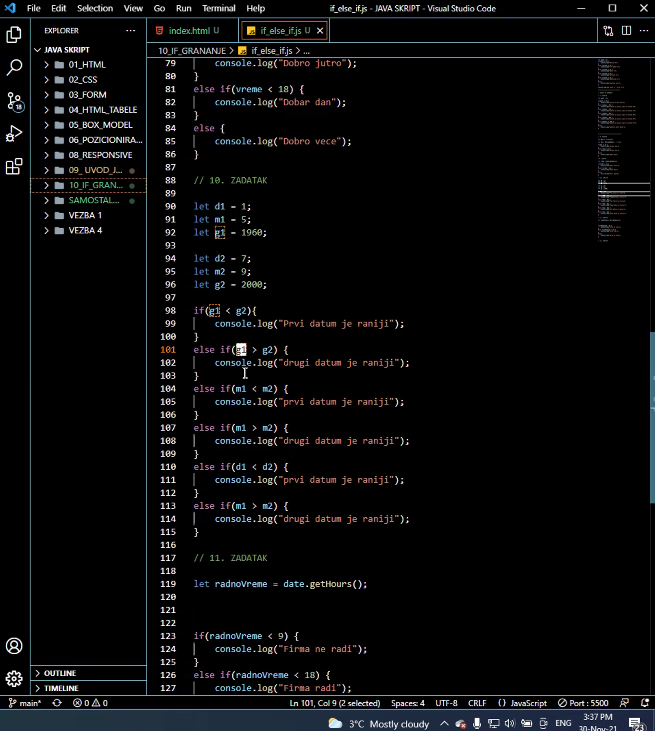 File Edit Selection View Go Run Terminal Help if_else_if.js - JAVA SKRIPT - Visual Studio Code
EXPLORER ··· index.html U if_else_if.js U
10_IF_GRANANJE > if_else_if.js > ...
JAVA SKRIPT
01_HTML
02_CSS
03_FORM
04_HTML_TABELE
05_BOX_MODEL
06_POZICIONIRA...
08_RESPONSIVE
09_ UVOD_J...
10_IF_GRAN...
SAMOSTAL...
VEZBA 1
VEZBA 4
OUTLINE
TIMELINE
18
79 console.log("Dobro jutro");
80 }
81 else if(vreme < 18) {
82 console.log("Dobar dan");
83 }
84 else {
85 console.log("Dobro vece");
86 }
87
88 // 10. ZADATAK
89
90 let d1 = 1;
91 let m1 = 5;
92 let g1 = 1960;
93
94 let d2 = 7;
95 let m2 = 9;
96 let g2 = 2000;
97
98 if(g1 < g2){
99 console.log("Prvi datum je raniji");
100 }
101 else if(g1 > g2) {
102 console.log("drugi datum je raniji");
103 }
104 else if(m1 < m2) {
105 console.log("prvi datum je raniji");
106 }
107 else if(m1 > m2) {
108 console.log("drugi datum je raniji");
109 }
110 else if(d1 < d2) {
111 console.log("prvi datum je raniji");
112 }
113 else if(m1 > m2) {
114 console.log("drugi datum je raniji");
115 }
116
117 // 11. ZADATAK
118
119 let radnoVreme = date.getHours();
120
121
122
123 if(radnoVreme < 9) {
124 console.log("Firma ne radi");
125 }
126 else if(radnoVreme < 18) {
127 console.log("Firma radi");
main* 0 0 Ln 101, Col 9 (2 selected) Spaces: 4 UTF-8 CRLF {} JavaScript Port : 5500
3°C Mostly cloudy ENG 3:37 PM
30-Nov-21 23